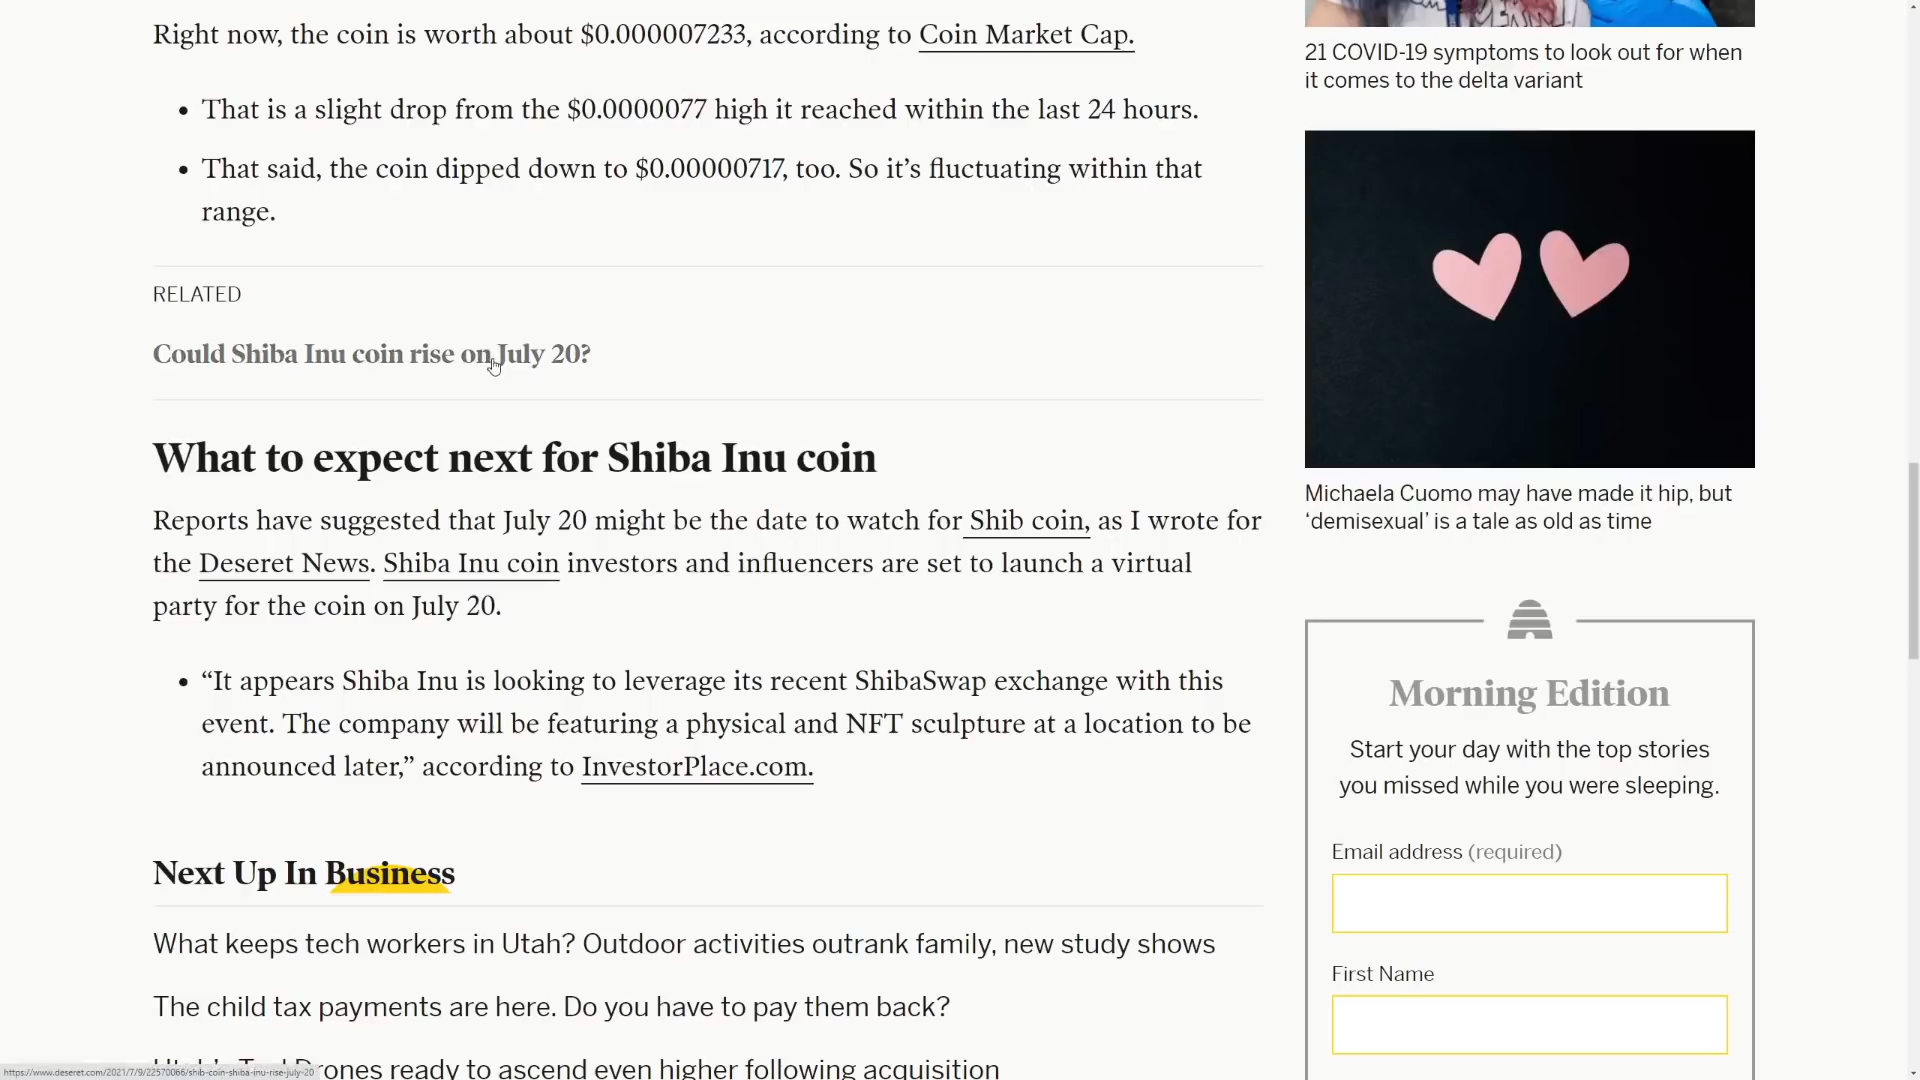 Right now, the coin is worth about $0.000007233, according to Coin Market Cap.
• That is a slight drop from the $0.0000077 high it reached within the last 24 hours.
• That said, the coin dipped down to $0.00000717, too. So it’s fluctuating within that
range.
RELATED
Could Shiba Inu coin rise on July 20?
What to expect next for Shiba Inu coin
Reports have suggested that July 20 might be the date to watch for Shib coin, as I wrote for
the Deseret News. Shiba Inu coin investors and influencers are set to launch a virtual
party for the coin on July 20.
• “It appears Shiba Inu is looking to leverage its recent ShibaSwap exchange with this
event. The company will be featuring a physical and NFT sculpture at a location to be
announced later,” according to InvestorPlace.com.
Next Up In Business
What keeps tech workers in Utah? Outdoor activities outrank family, new study shows
The child tax payments are here. Do you have to pay them back?
ready to ascend even higher following acquisition
https://www.deseret.com/2021/7/9/22570066/shib-coin-shiba-inu-rise-july-20
21 COVID-19 symptoms to look out for when
it comes to the delta variant
Michaela Cuomo may have made it hip, but
‘demisexual’ is a tale as old as time
Morning Edition
Start your day with the top stories
you missed while you were sleeping.
Email address (required)
First Name